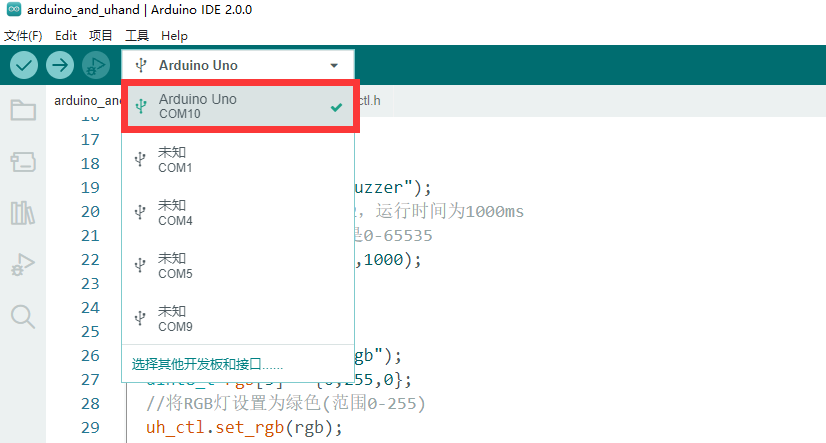 arduino_and_uhand | Arduino IDE 2.0.0
文件(F) Edit 项目 工具 Help
Arduino Uno
Arduino Uno
COM10
未知
COM1
未知
COM4
未知
COM5
未知
COM9
选择其他开发板和接口......
arduino_an ctl.h
16
17
18
19 uzzer");
20 , 运行时间为1000ms
21 是0-65535
22 ,1000);
23
24
25
26 gb");
27 {0,255,0};
28 //将RGB灯设置为绿色(范围0-255)
29 uh_ctl.set_rgb(rgb);